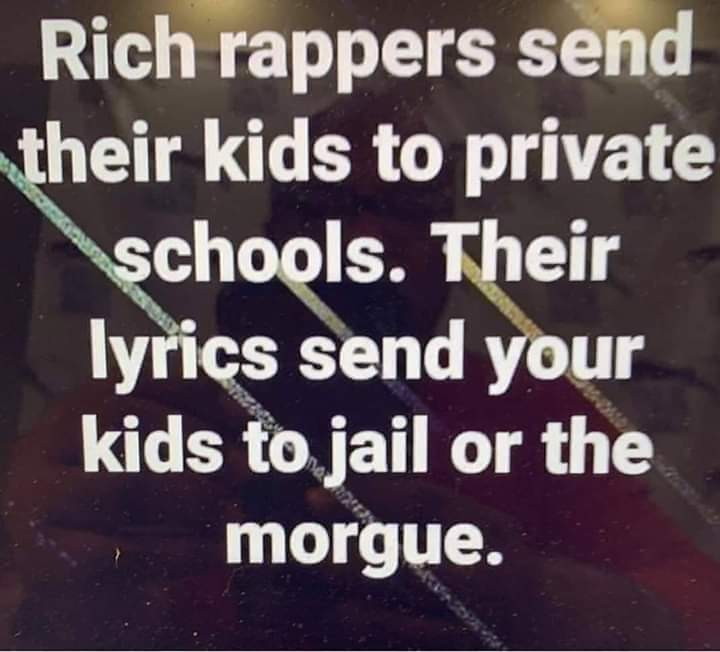 Rich rappers send
their kids to private
schools. Their
lyrics send your
kids to jail or the
morgue.